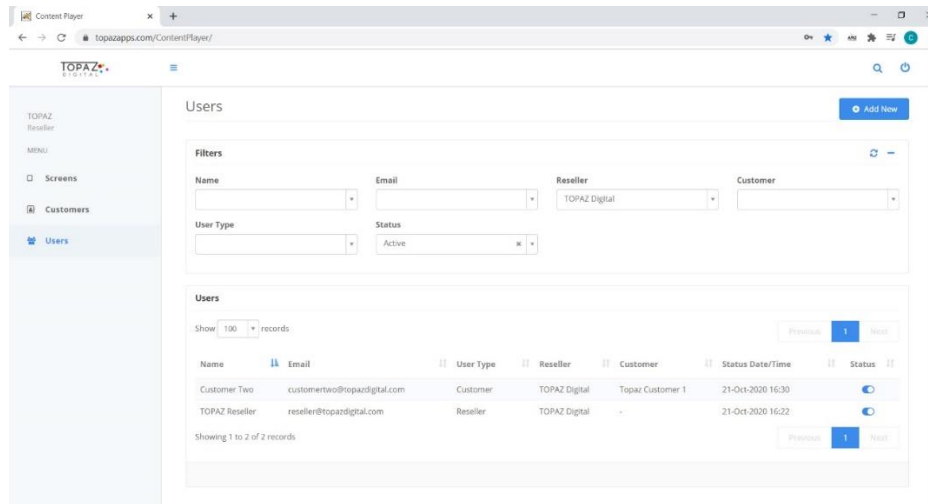 Content Player
topazapps.com/ContentPlayer/
TOPAZ
DIGITAL
TOPAZ
Reseller
MENU
Screens
Customers
Users
Users
Add New
Filters
Name Email Reseller Customer
TOPAZ Digital
User Type Status
Active
Users
Show 100 records
Previous 1 Next
Name Email User Type Reseller Customer Status Date/Time Status
Customer Two customertwo@topazdigital.com Customer TOPAZ Digital Topaz Customer 1 21-Oct-2020 16:30
TOPAZ Reseller reseller@topazdigital.com Reseller TOPAZ Digital - 21-Oct-2020 16:22
Showing 1 to 2 of 2 records
Previous 1 Next